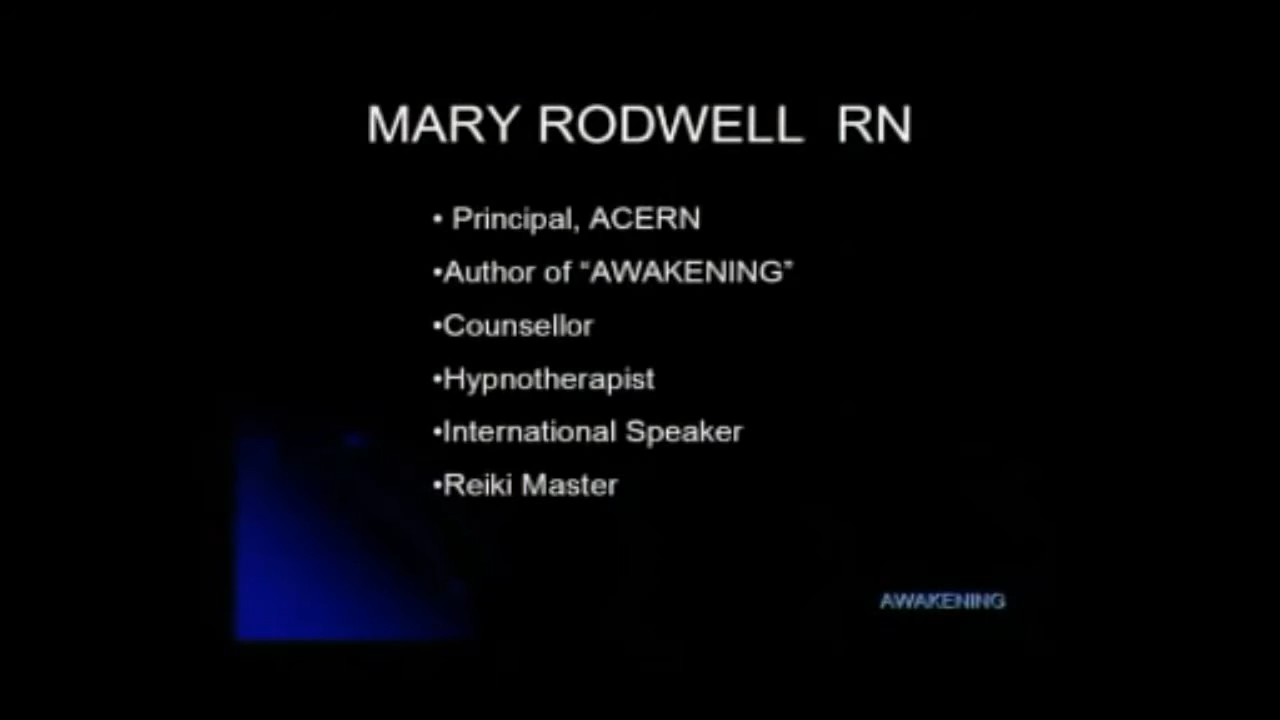 MARY RODWELL RN
• Principal, ACERN
•Author of “AWAKENING”
•Counsellor
•Hypnotherapist
•International Speaker
•Reiki Master
AWAKENING